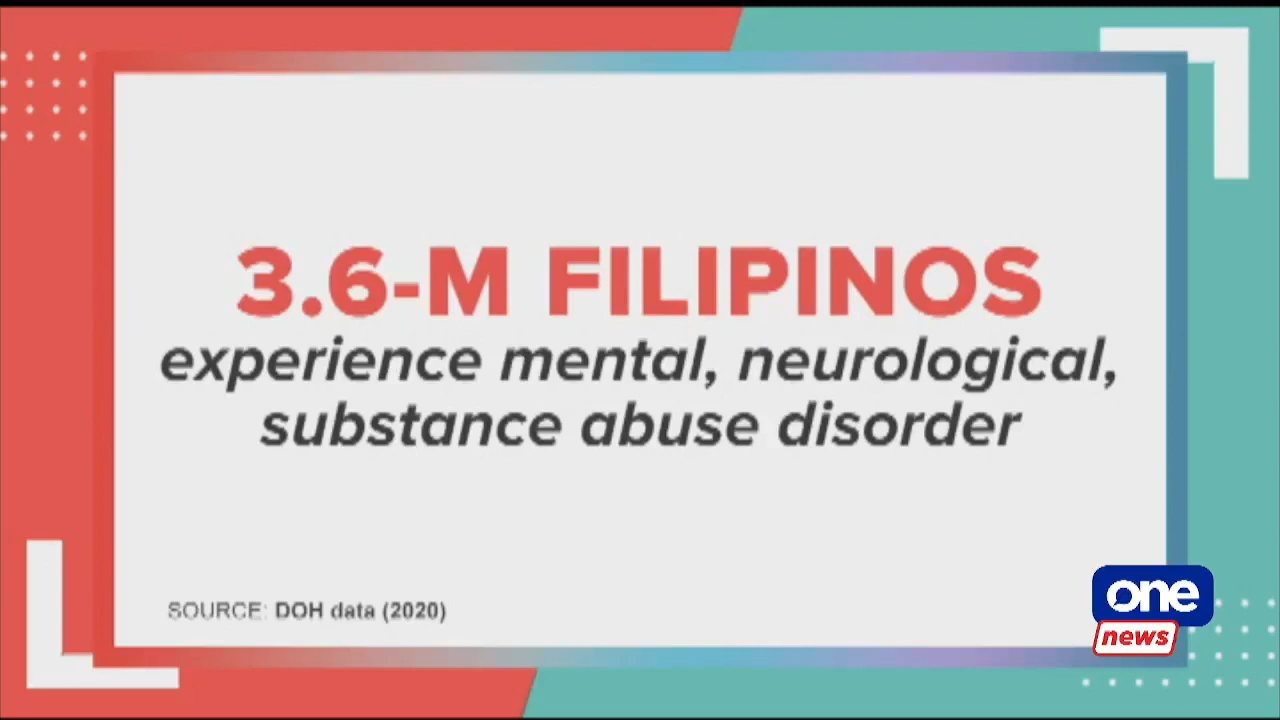 3.6-M FILIPINOS
experience mental, neurological,
substance abuse disorder
SOURCE: DOH data (2020)
one
news